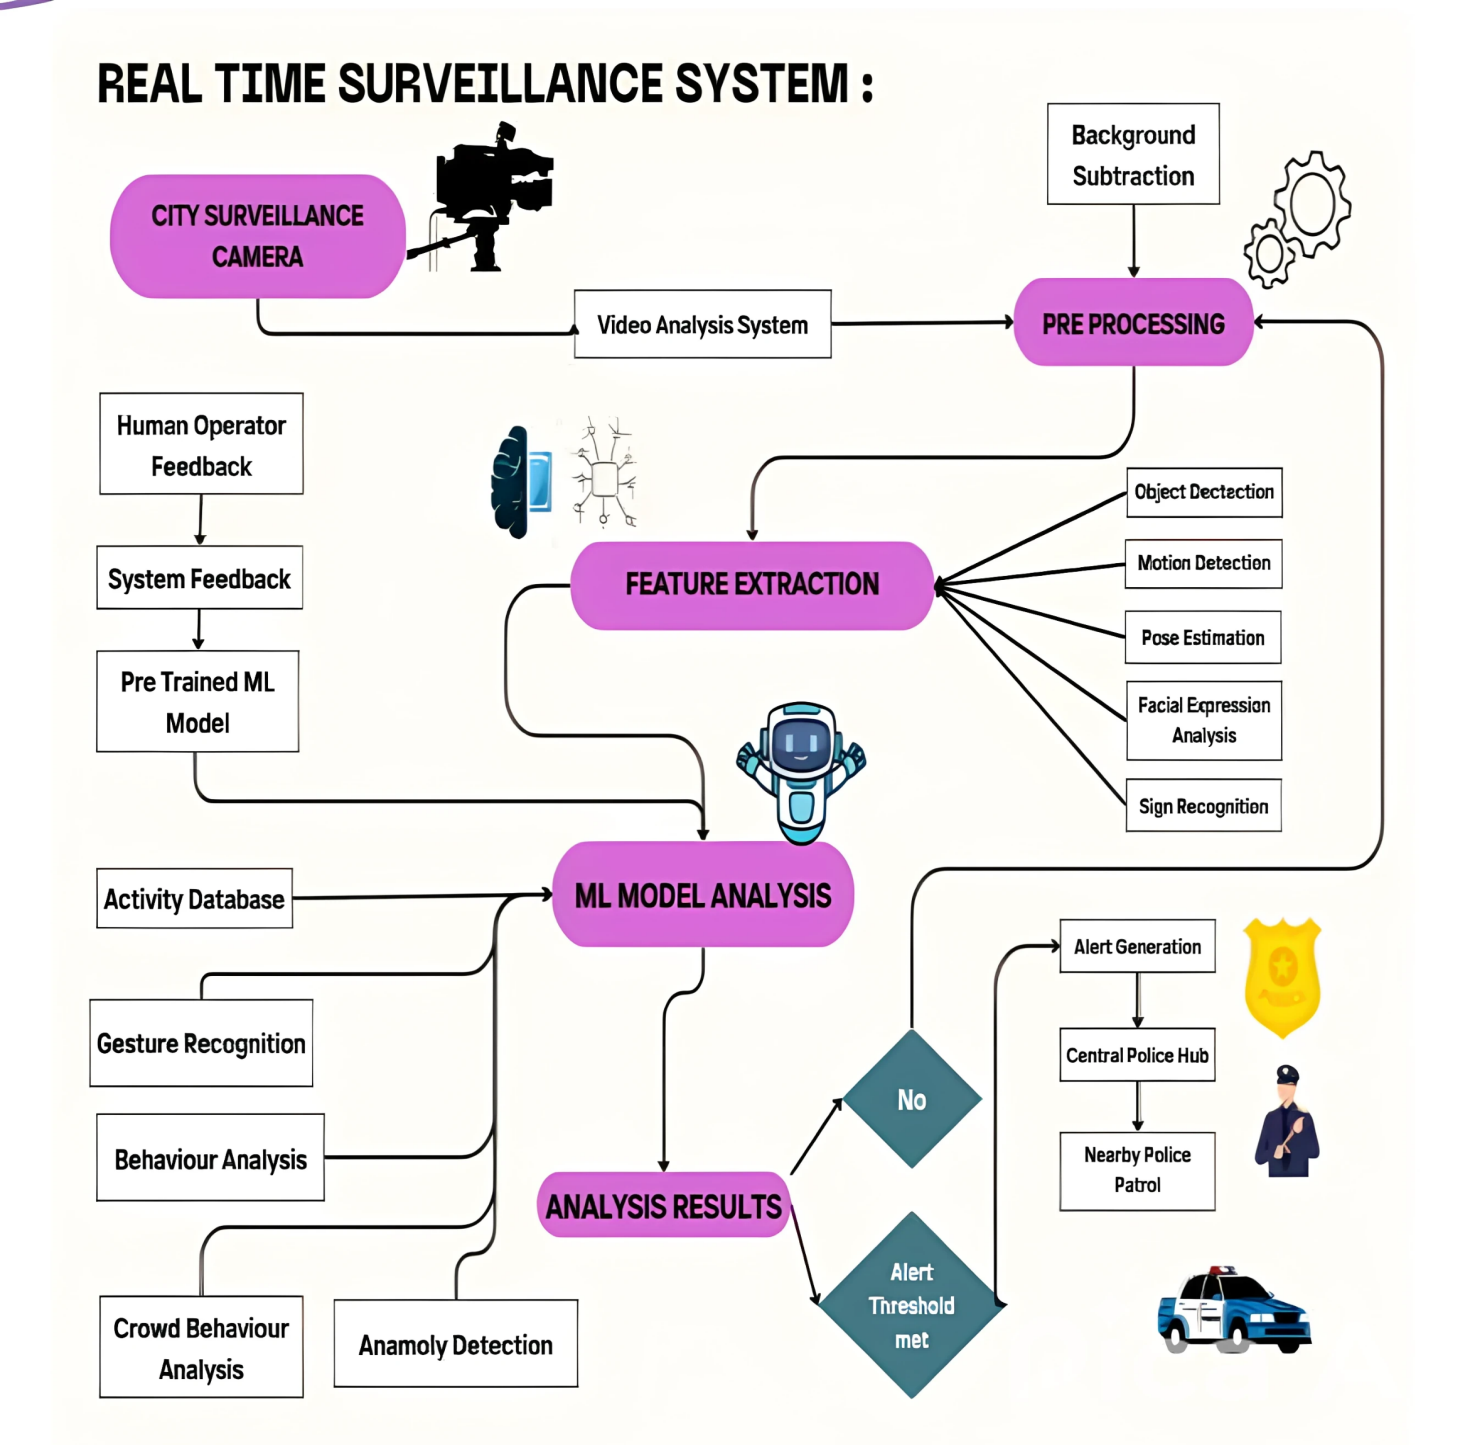 REAL TIME SURVEILLANCE SYSTEM :
Background
Subtraction
CITY SURVEILLANCE
CAMERA
Video Analysis System
PRE PROCESSING
Human Operator
Feedback
System Feedback
Pre Trained ML
Model
FEATURE EXTRACTION
Object Dectection
Motion Detection
Pose Estimation
Facial Expression
Analysis
Sign Recognition
Activity Database
ML MODEL ANALYSIS
Gesture Recognition
Behaviour Analysis
Crowd Behaviour
Analysis
Anamoly Detection
ANALYSIS RESULTS
No
Alert
Threshold
met
Alert Generation
Central Police Hub
Nearby Police
Patrol